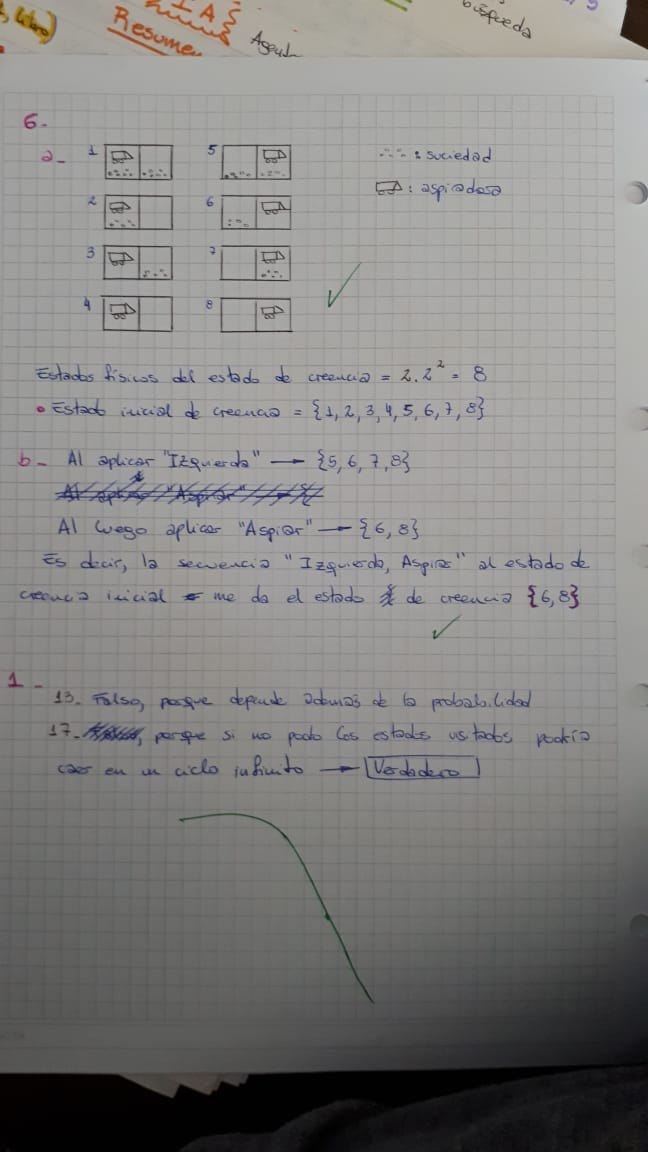 , libro)
I A
Resumen
Agente
búsqueda
6-
a- 1 5 : suciedad
2 6 : aspiradora
3 7
4 8
Estados físicos del estado de creencia = 2.2² = 8
• Estado inicial de creencia = {1, 2, 3, 4, 5, 6, 7, 8}
b- Al aplicar "Izquierda" → {5, 6, 7, 8}
Al luego aplicar "Aspirar" → {6, 8}
Es decir, la secuencia "Izquierda, Aspirar" al estado de
creencia inicial me da el estado de creencia {6, 8}
1-
13. Falso, porque depende además de la probabilidad
17. , porque si no podo los estados visitados podría
caer en un ciclo infinito → Verdadero